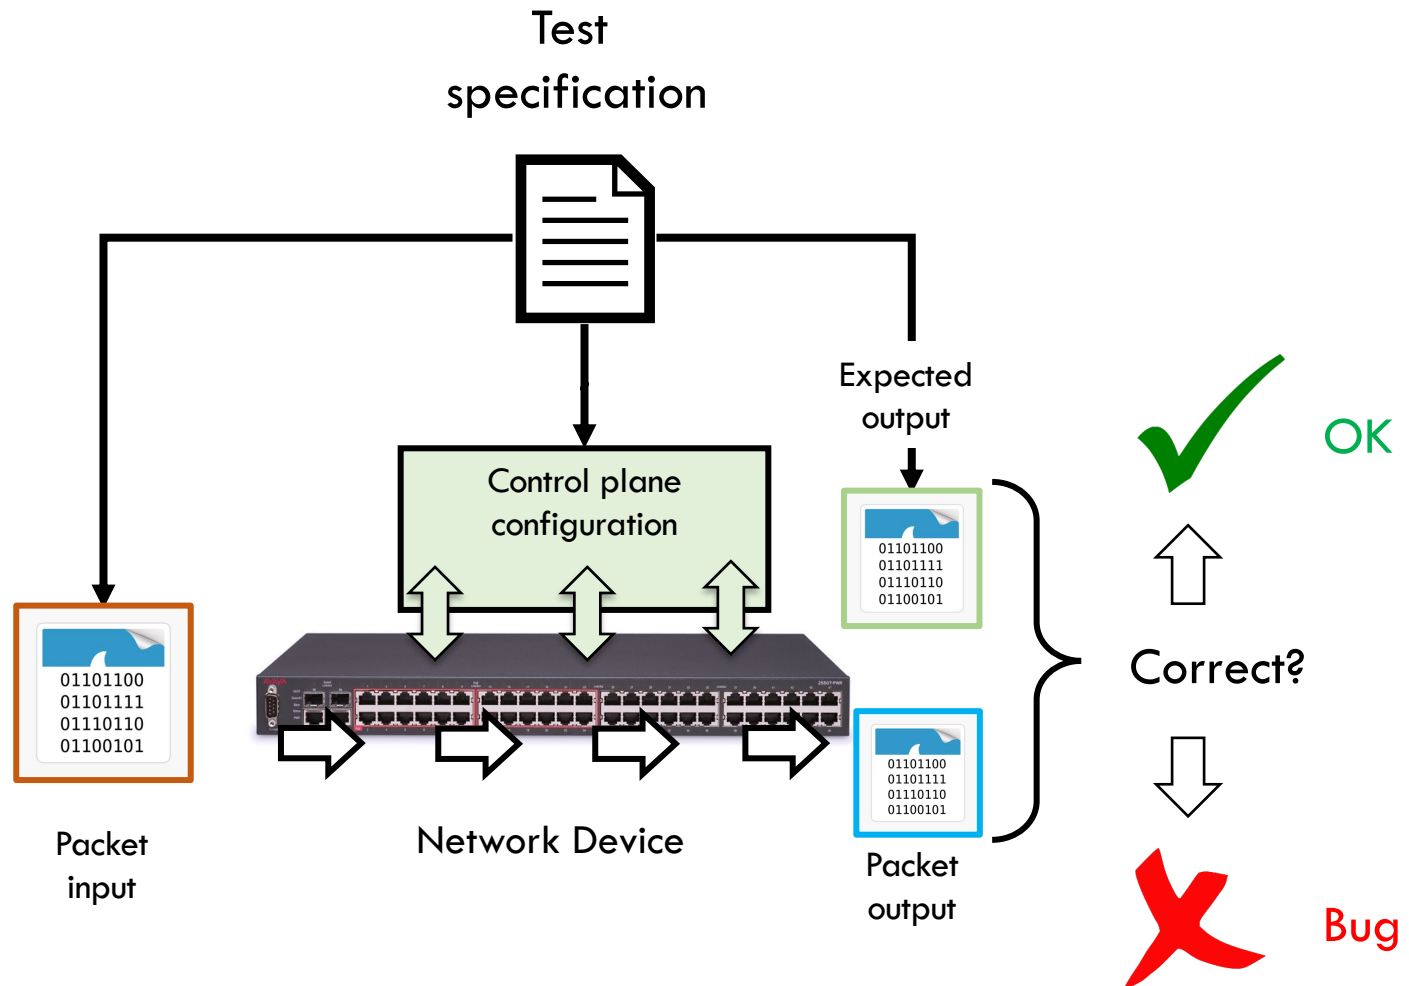 Test
specification
Expected
output
OK
Control plane
configuration
01101100
01101111
01110110
01100101
01101100
01101111
01110110
01100101
Correct?
01101100
01101111
01110110
01100101
Packet
input
Network Device
Packet
output
Bug